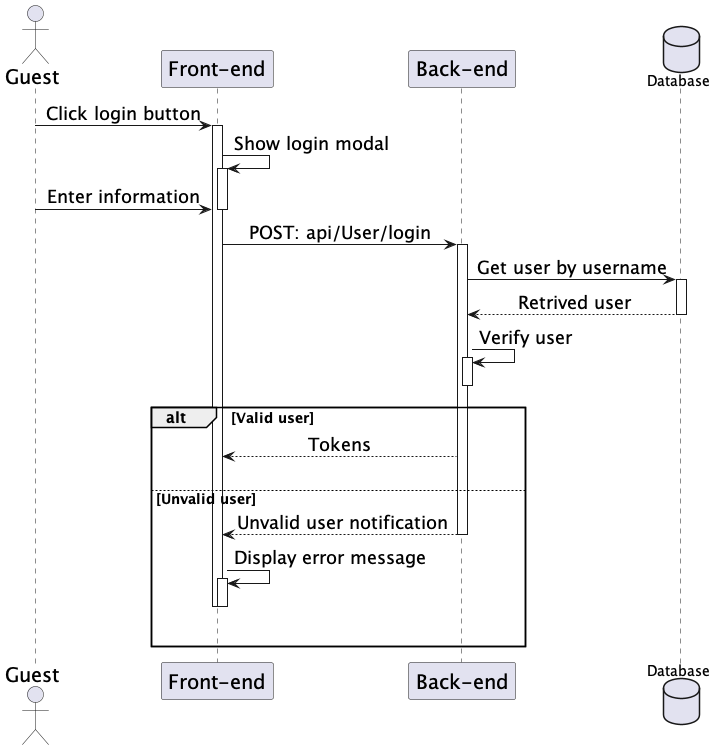 Guest
Front-end
Back-end
Database
Click login button
Show login modal
Enter information
POST: api/User/login
Get user by username
Retrived user
Verify user
alt
[Valid user]
Tokens
[Unvalid user]
Unvalid user notification
Display error message
Guest
Front-end
Back-end
Database